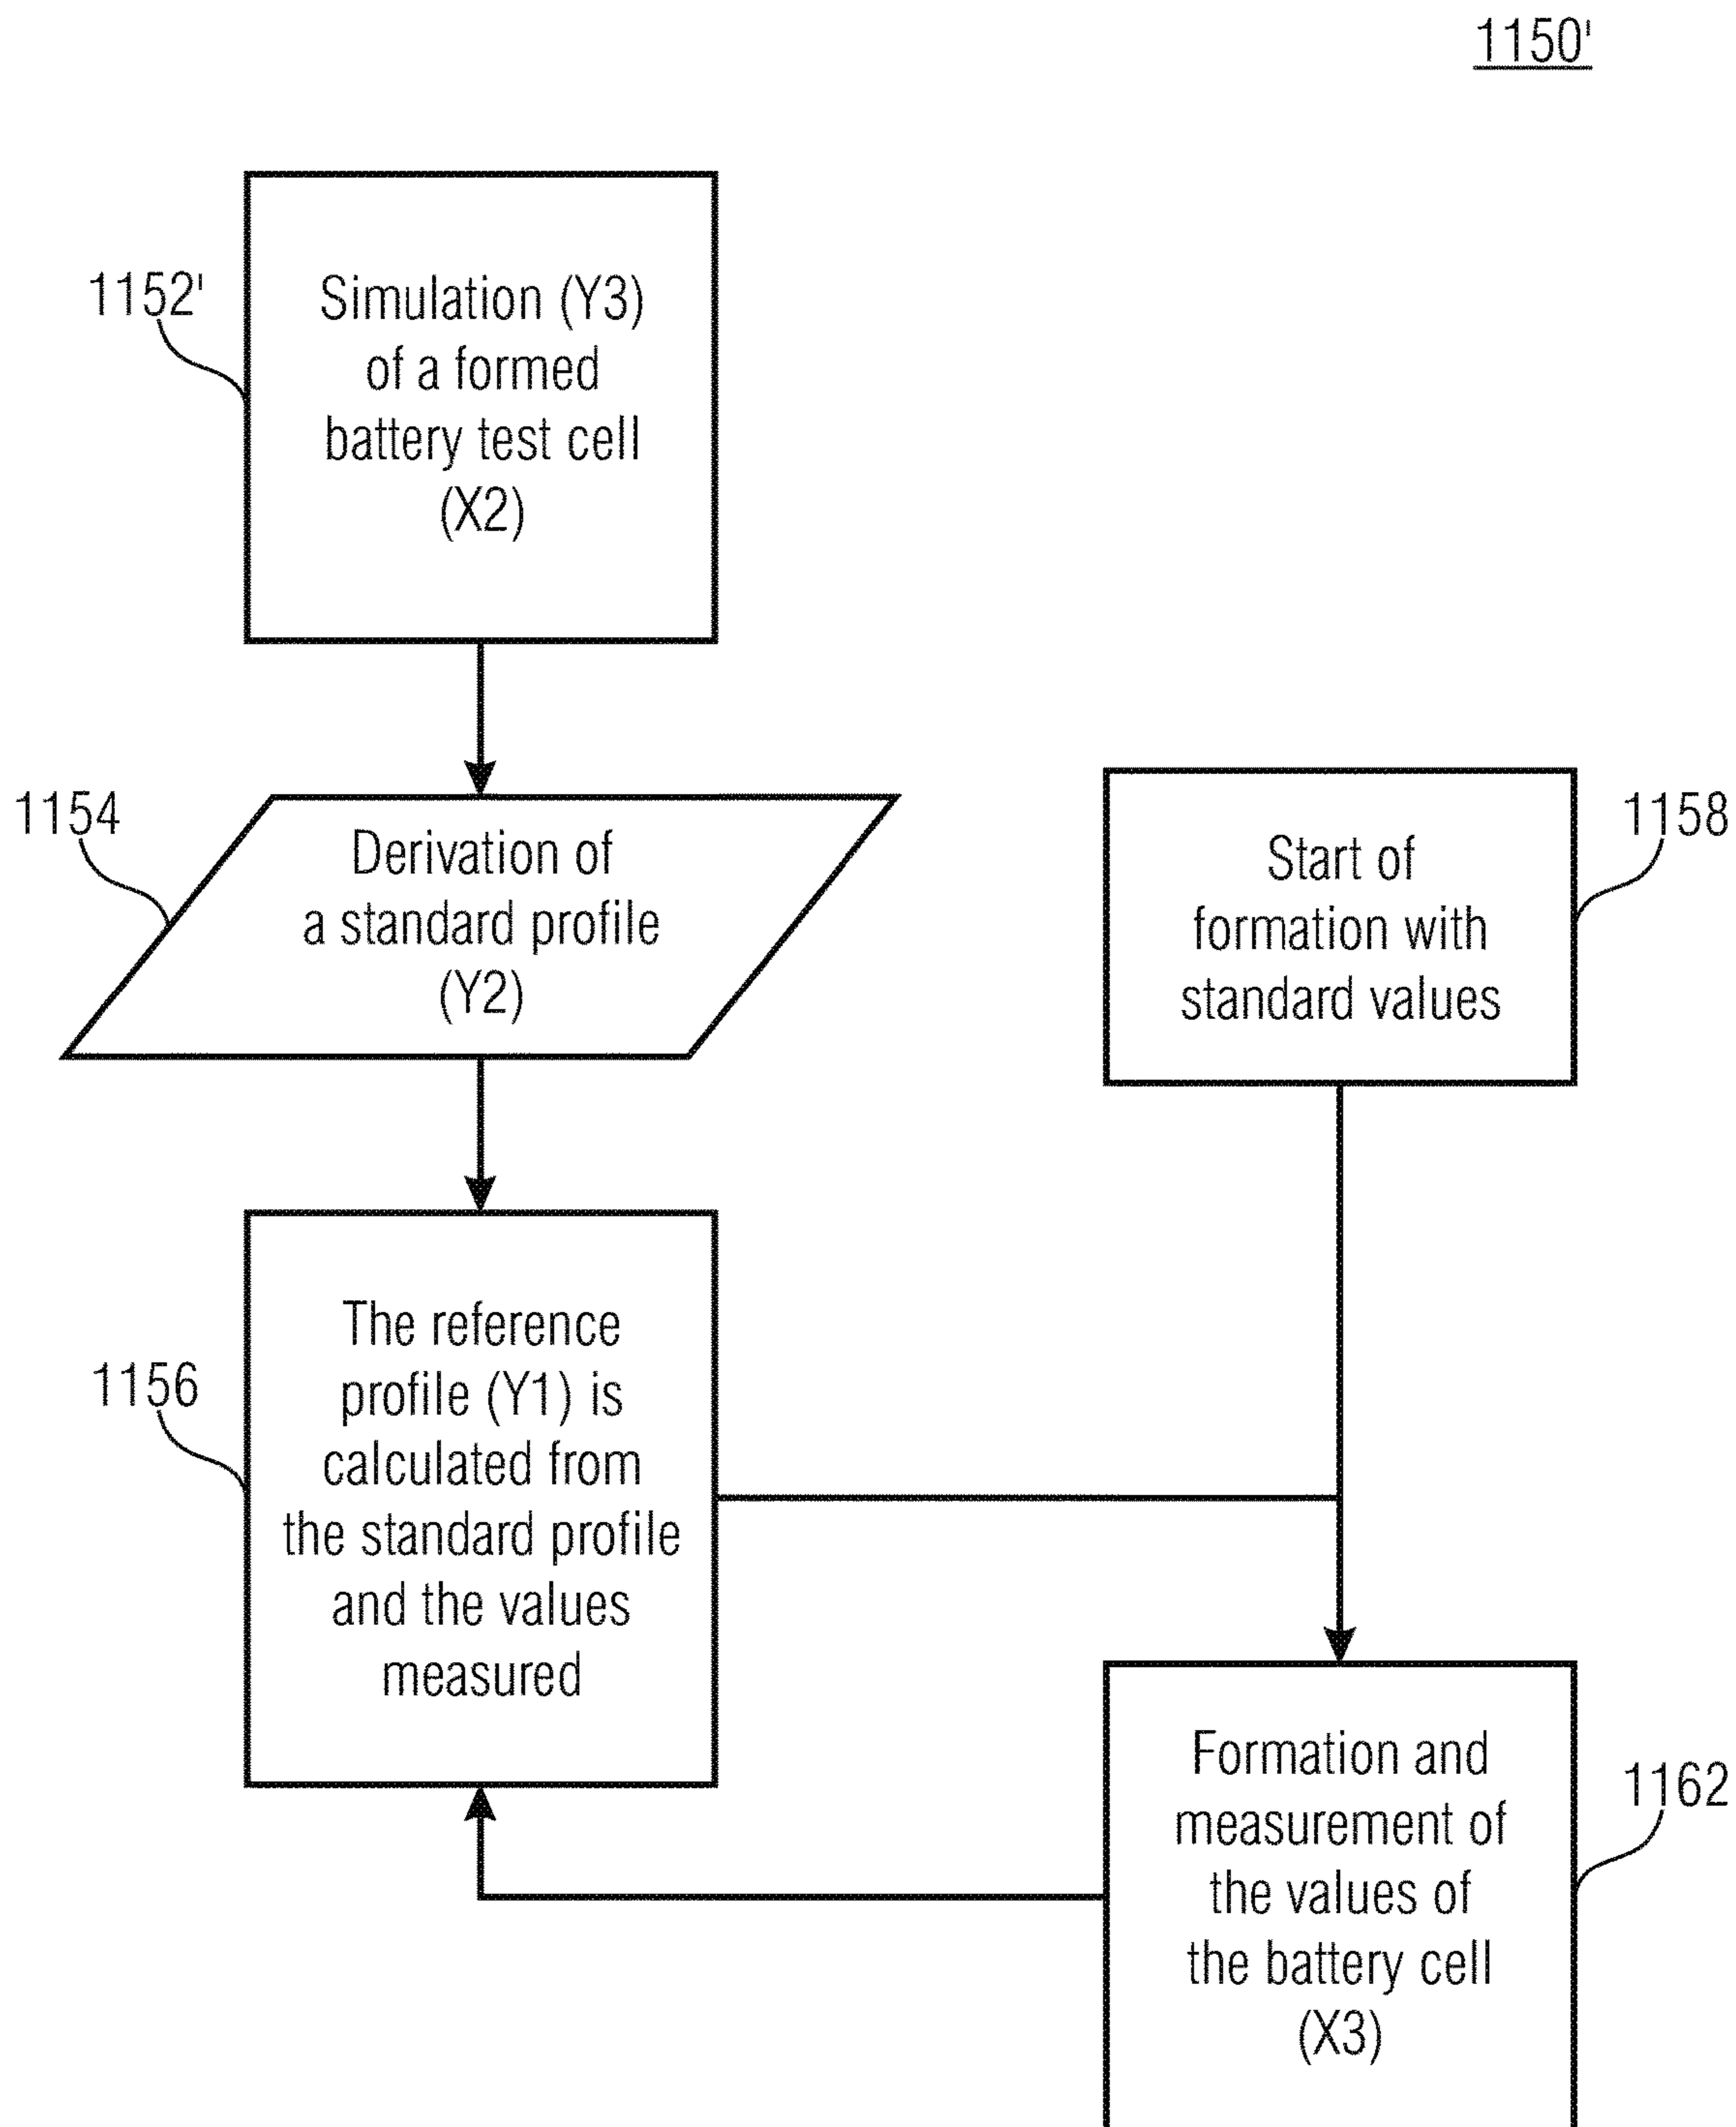 1150'
1152'
Simulation (Y3)
of a formed
battery test cell
(X2)
1154
Derivation of
a standard profile
(Y2)
1158
Start of
formation with
standard values
1156
The reference
profile (Y1) is
calculated from
the standard profile
and the values
measured
1162
Formation and
measurement of
the values of
the battery cell
(X3)